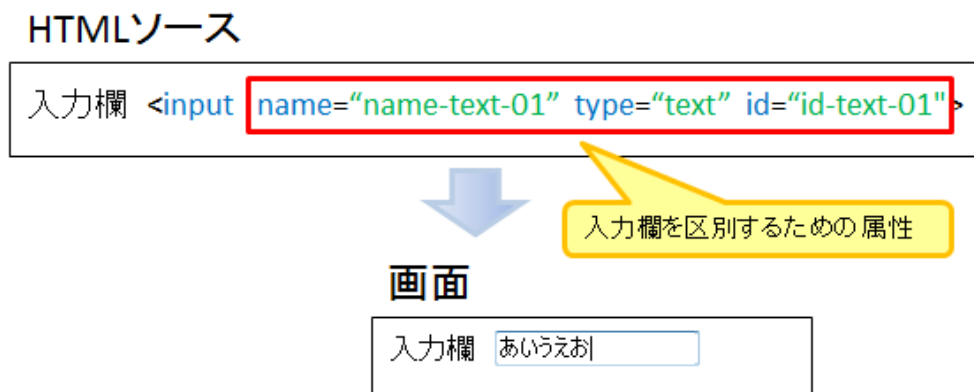 HTMLソース
入力欄 <input name=“name-text-01” type=“text” id=“id-text-01">
入力欄を区別するための属性
画面
入力欄 あいうえお